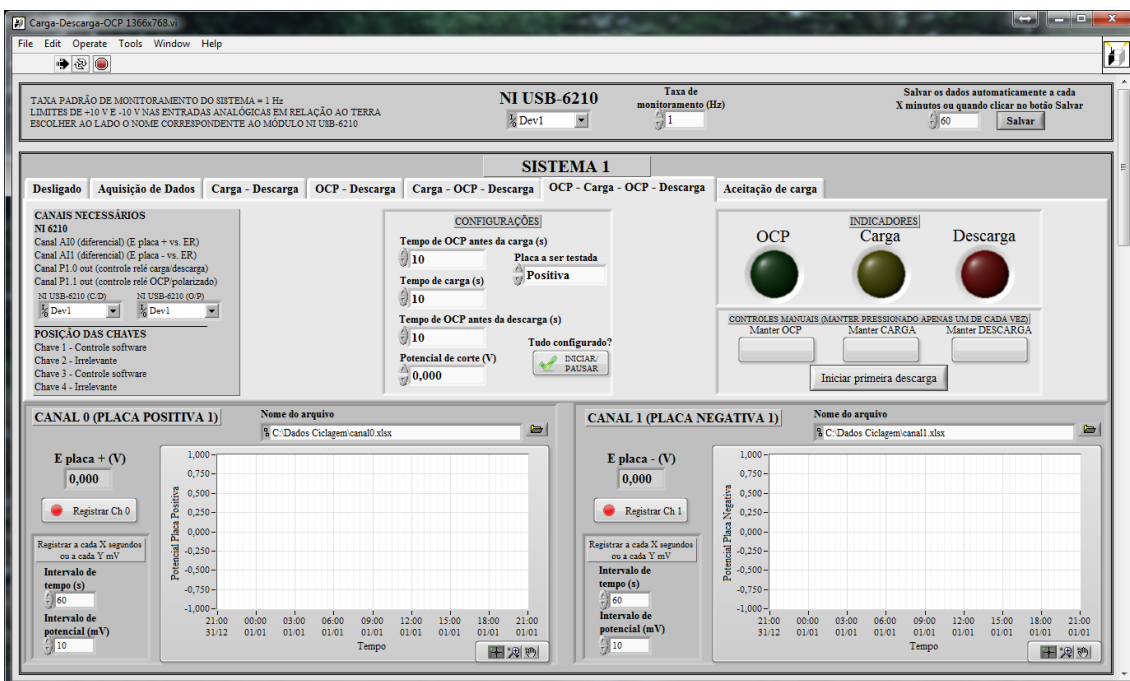 Carga-Descarga-OCP 1366x768.vi
File Edit Operate Tools Window Help
TAXA PADRÃO DE MONITORAMENTO DO SISTEMA = 1 Hz
LIMITES DE +10 V E -10 V NAS ENTRADAS ANALÓGICAS EM RELAÇÃO AO TERRA
ESCOLHER AO LADO O NOME CORRESPONDENTE AO MÓDULO NI USB-6210
NI USB-6210
Dev1
Taxa de
monitoramento (Hz)
1
Salvar os dados automaticamente a cada
X minutos ou quando clicar no botão Salvar
60 Salvar
SISTEMA 1
Desligado Aquisição de Dados Carga - Descarga OCP - Descarga Carga - OCP - Descarga OCP - Carga - OCP - Descarga Aceitação de carga
CANAIS NECESSÁRIOS
NI 6210
Canal AI0 (diferencial) (E placa + vs. ER)
Canal AI1 (diferencial) (E placa - vs. ER)
Canal P1.0 out (controle relé carga/descarga)
Canal P1.1 out (controle relé OCP/polarizado)
NI USB-6210 (C/D) NI USB-6210 (O/P)
Dev1 Dev1
POSIÇÃO DAS CHAVES
Chave 1 - Controle software
Chave 2 - Irrelevante
Chave 3 - Controle software
Chave 4 - Irrelevante
CONFIGURAÇÕES
Tempo de OCP antes da carga (s)
10
Placa a ser testada
Positiva
Tempo de carga (s)
10
Tempo de OCP antes da descarga (s)
10
Tudo configurado?
Potencial de corte (V)
0,000
INICIAR/
PAUSAR
INDICADORES
OCP Carga Descarga
CONTROLES MANUAIS (MANTER PRESSIONADO APENAS UM DE CADA VEZ)
Manter OCP Manter CARGA Manter DESCARGA
Iniciar primeira descarga
CANAL 0 (PLACA POSITIVA 1)
Nome do arquivo
C:\Dados Ciclagem\canal0.xlsx
E placa + (V)
0,000
Registrar Ch 0
Registrar a cada X segundos
ou a cada Y mV
Intervalo de
tempo (s)
60
Intervalo de
potencial (mV)
10
Potencial Placa Positiva
1,000
0,750
0,500
0,250
0,000
-0,250
-0,500
-0,750
-1,000
21:00 00:00 03:00 06:00 09:00 12:00 15:00 18:00 21:00
31/12 01/01 01/01 01/01 01/01 01/01 01/01 01/01 01/01
Tempo
CANAL 1 (PLACA NEGATIVA 1)
Nome do arquivo
C:\Dados Ciclagem\canal1.xlsx
E placa - (V)
0,000
Registrar Ch 1
Registrar a cada X segundos
ou a cada Y mV
Intervalo de
tempo (s)
60
Intervalo de
potencial (mV)
10
Potencial Placa Negativa
1,000
0,750
0,500
0,250
0,000
-0,250
-0,500
-0,750
-1,000
21:00 00:00 03:00 06:00 09:00 12:00 15:00 18:00 21:00
31/12 01/01 01/01 01/01 01/01 01/01 01/01 01/01 01/01
Tempo